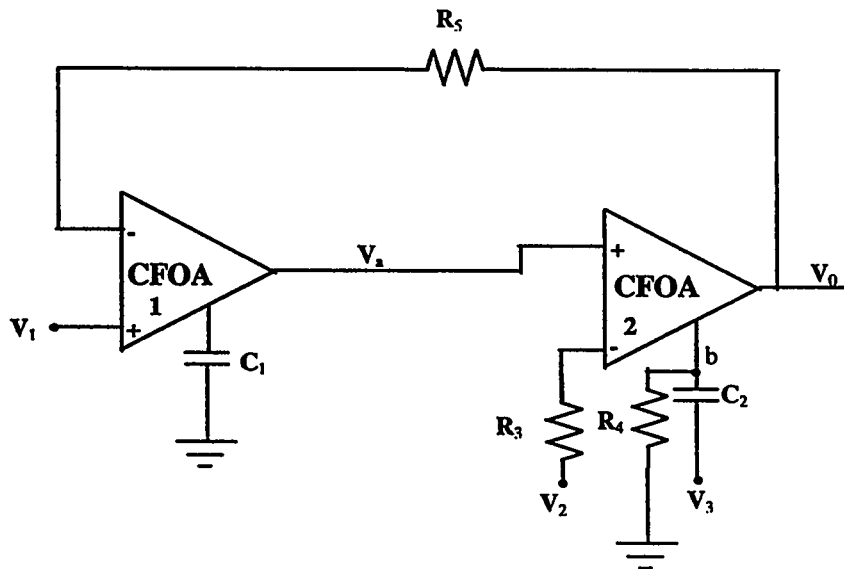 R5
-
CFOA
1
+
V1
C1
Va
+
CFOA
2
-
V0
b
C2
R3
R4
V2
V3